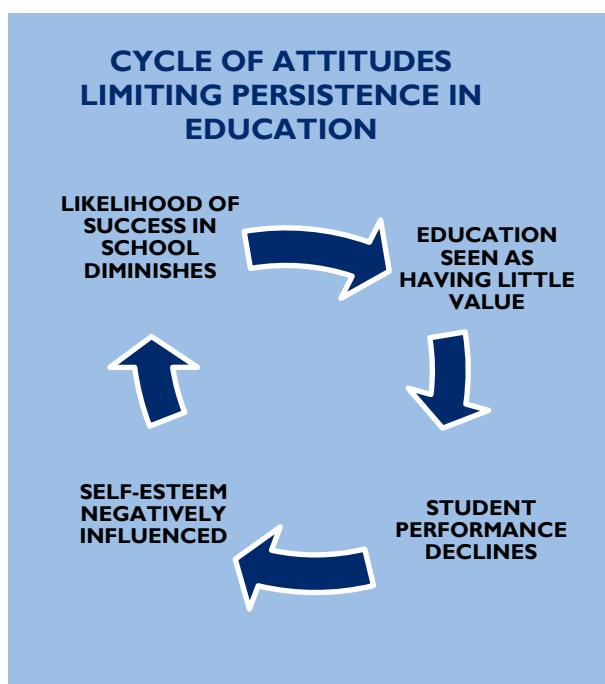 CYCLE OF ATTITUDES
LIMITING PERSISTENCE IN
EDUCATION
LIKELIHOOD OF
SUCCESS IN
SCHOOL
DIMINISHES
EDUCATION
SEEN AS
HAVING LITTLE
VALUE
STUDENT
PERFORMANCE
DECLINES
SELF-ESTEEM
NEGATIVELY
INFLUENCED